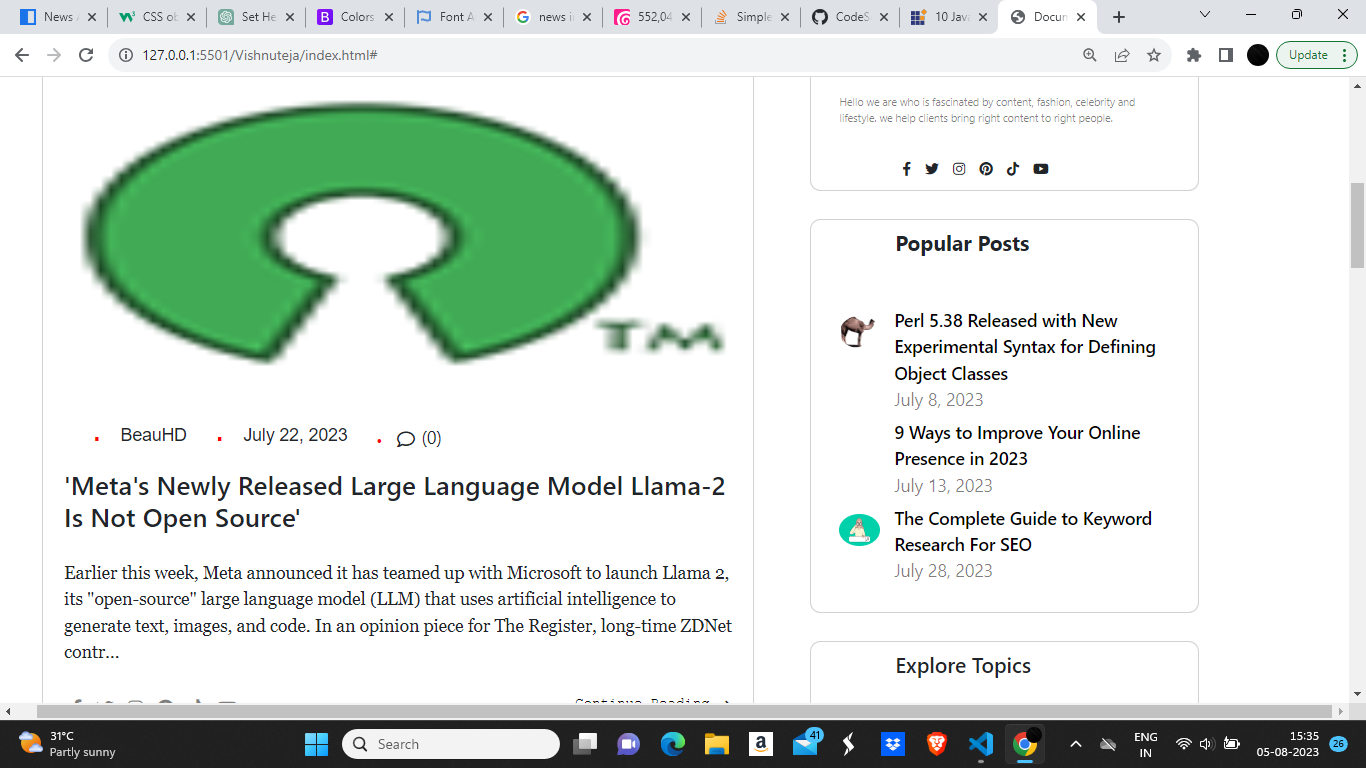 News
CSS ob
Set He
Colors
Font A
news i
552,04
Simple
CodeS
10 Java
Docum
127.0.0.1:5501/Vishnuteja/index.html#
Update
TM
BeauHD
July 22, 2023
(0)
'Meta's Newly Released Large Language Model Llama-2
Is Not Open Source'
Earlier this week, Meta announced it has teamed up with Microsoft to launch Llama 2,
its "open-source" large language model (LLM) that uses artificial intelligence to
generate text, images, and code. In an opinion piece for The Register, long-time ZDNet
contr...
Continue Reading
Hello we are who is fascinated by content, fashion, celebrity and
lifestyle. we help clients bring right content to right people.
Popular Posts
Perl 5.38 Released with New
Experimental Syntax for Defining
Object Classes
July 8, 2023
9 Ways to Improve Your Online
Presence in 2023
July 13, 2023
The Complete Guide to Keyword
Research For SEO
July 28, 2023
Explore Topics
31°C
Partly sunny
Search
41
ENG
IN
15:35
05-08-2023
26